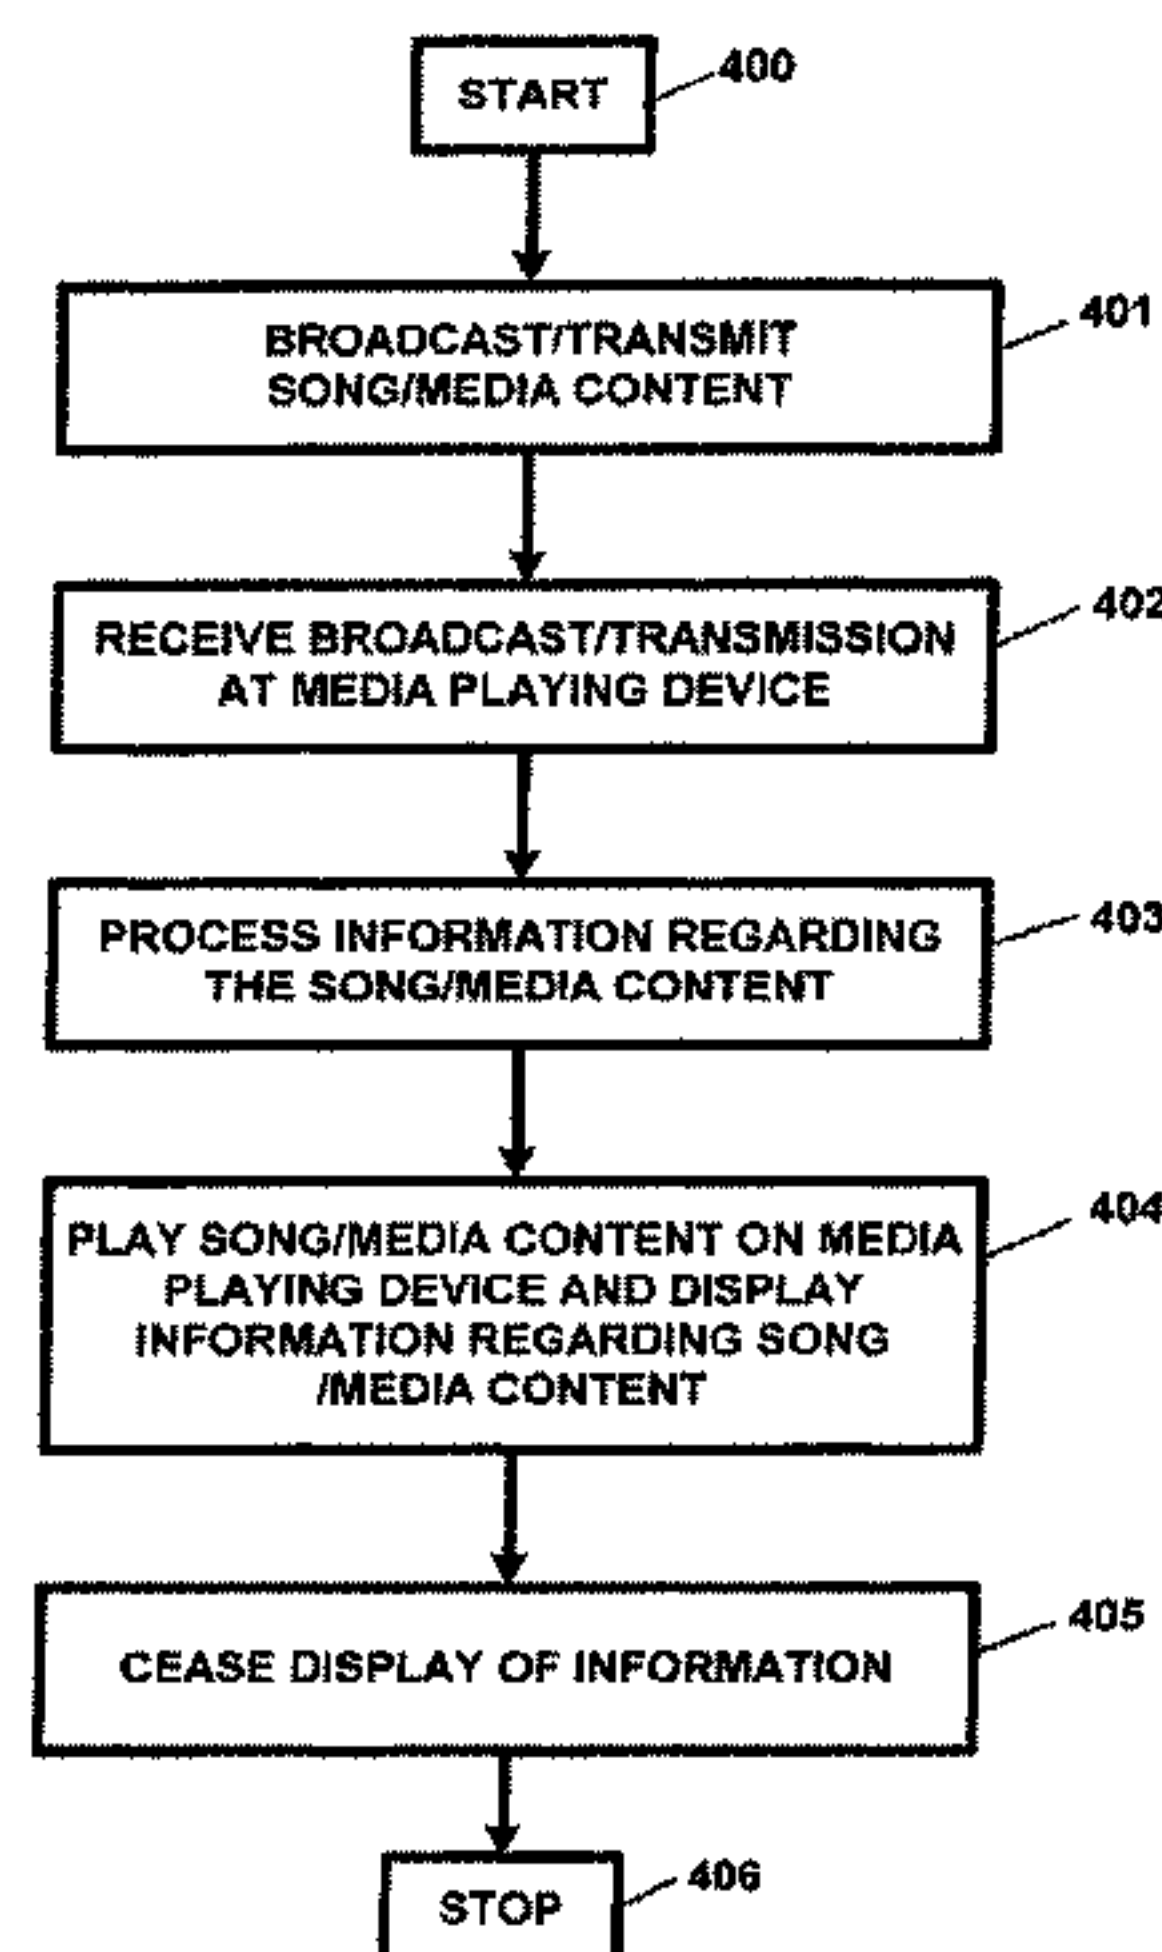 START
400
BROADCAST/TRANSMIT
SONG/MEDIA CONTENT
401
RECEIVE BROADCAST/TRANSMISSION
AT MEDIA PLAYING DEVICE
402
PROCESS INFORMATION REGARDING
THE SONG/MEDIA CONTENT
403
PLAY SONG/MEDIA CONTENT ON MEDIA
PLAYING DEVICE AND DISPLAY
INFORMATION REGARDING SONG
/MEDIA CONTENT
404
CEASE DISPLAY OF INFORMATION
405
STOP
406